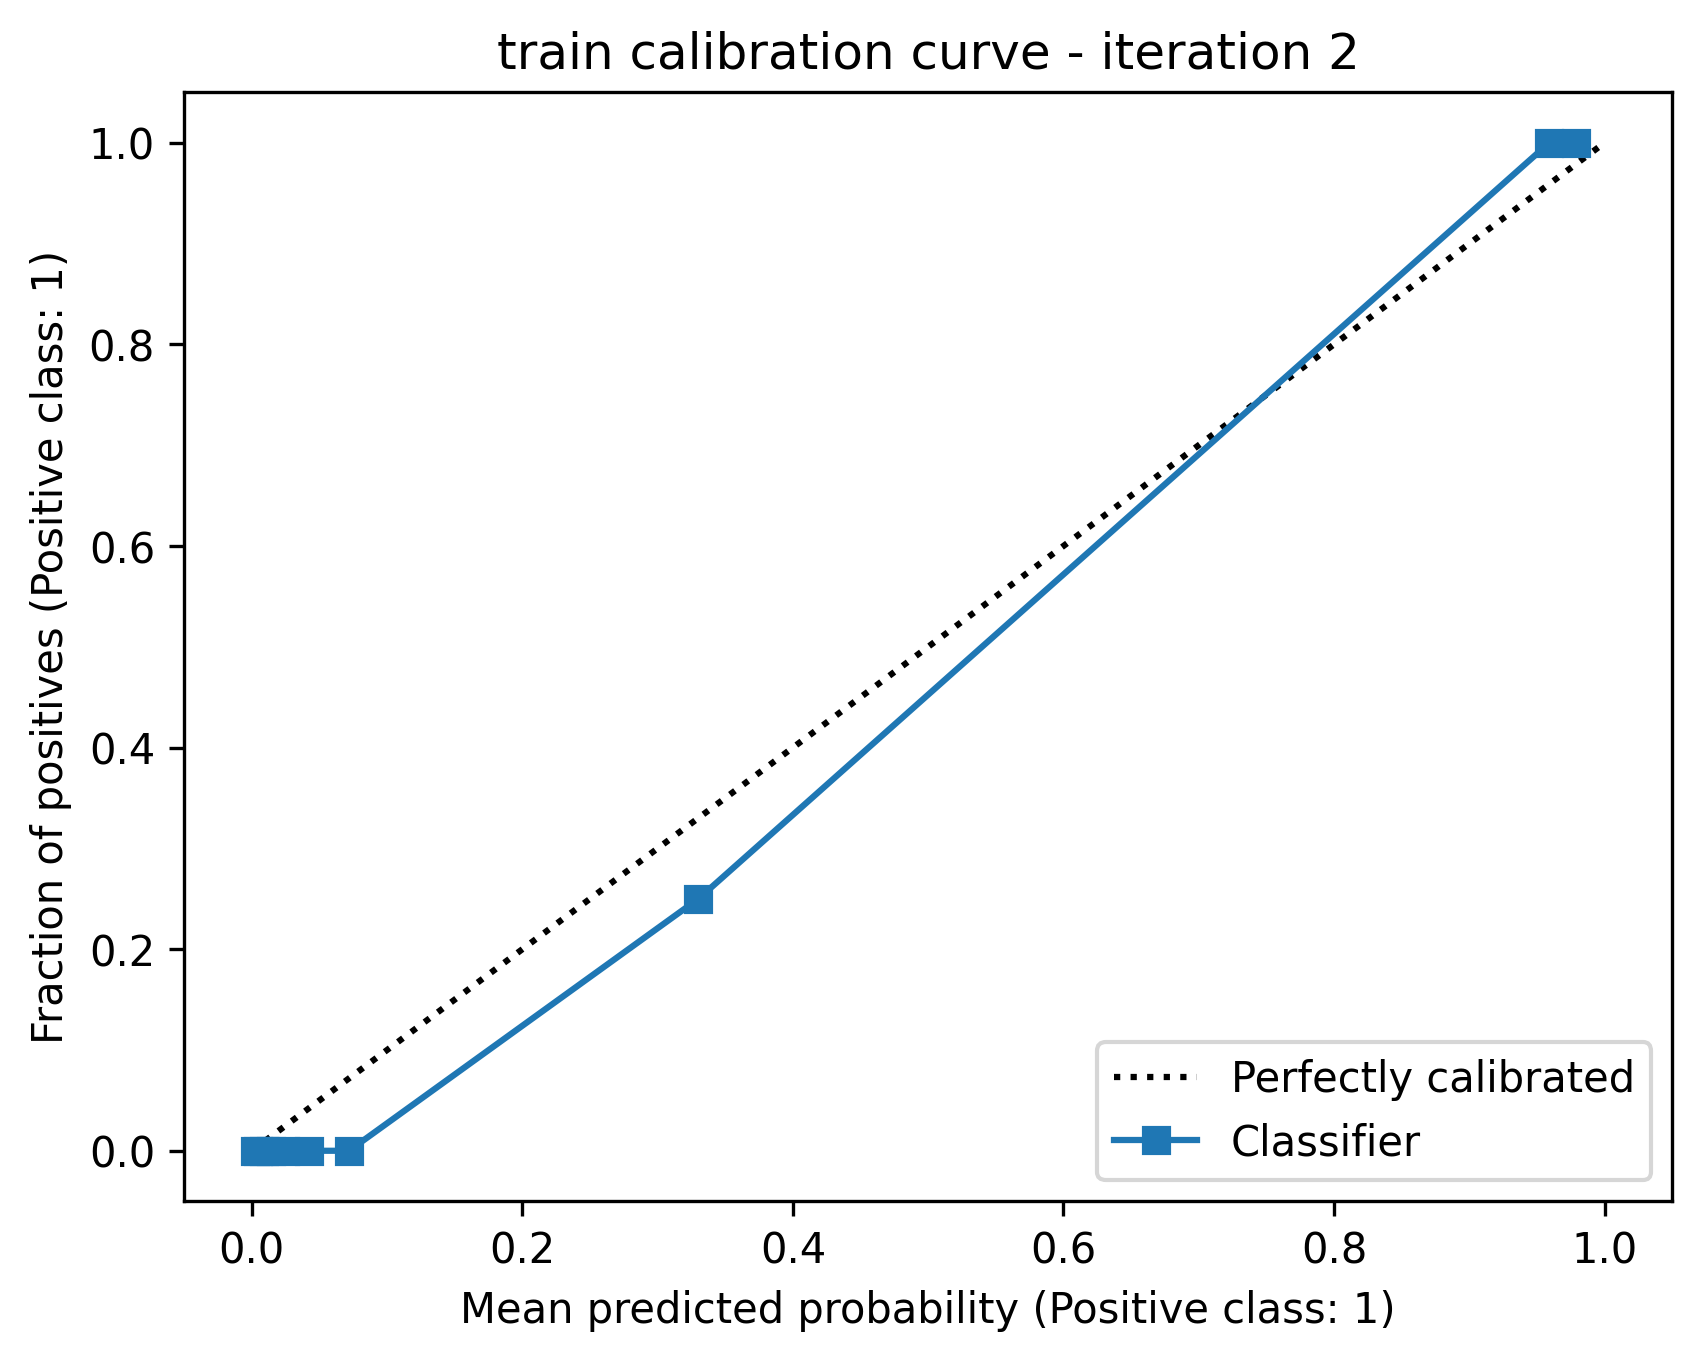 train calibration curve - iteration 2
Fraction of positives (Positive class: 1)
1.0
0.8
0.6
0.4
0.2
0.0
Perfectly calibrated
Classifier
0.0 0.2 0.4 0.6 0.8 1.0
Mean predicted probability (Positive class: 1)